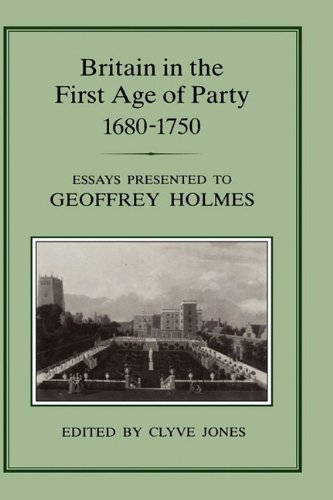 Britain in the
First Age of Party
1680-1750
ESSAYS PRESENTED TO
GEOFFREY HOLMES
EDITED BY CLYVE JONES